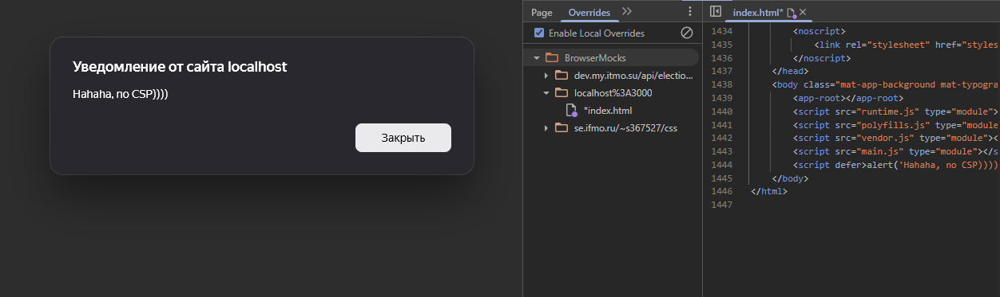 Уведомление от сайта localhost
Hahaha, no CSP))))
Закрыть
Page Overrides
Enable Local Overrides
BrowserMocks
dev.my.itmo.su/api/electio...
localhost%3A3000
*index.html
se.ifmo.ru/~s367527/css
index.html*
1434 <noscript>
1435 <link rel="stylesheet" href="styles
1436 </noscript>
1437 </head>
1438 <body class="mat-app-background mat-typogra
1439 <app-root></app-root>
1440 <script src="runtime.js" type="module">
1441 <script src="polyfills.js" type="module
1442 <script src="vendor.js" type="module"><
1443 <script src="main.js" type="module"></s
1444 <script defer>alert('Hahaha, no CSP))))
1445 </body>
1446 </html>
1447